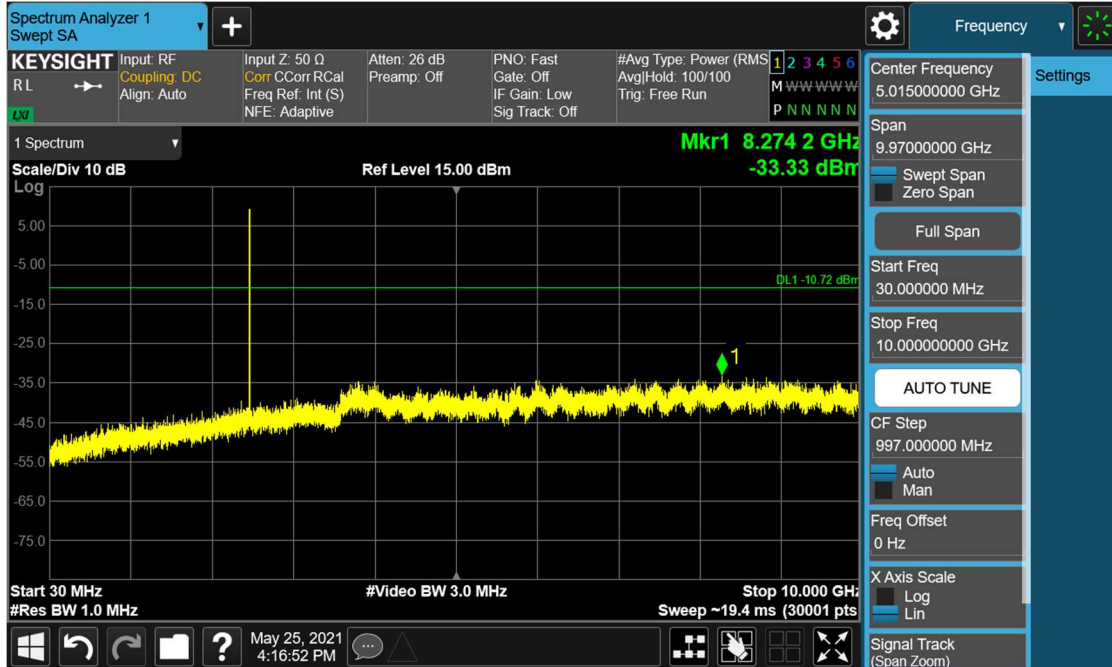 Spectrum Analyzer 1
Swept SA
+
Frequency
KEYSIGHT
R L
LXI
Input: RF
Coupling: DC
Align: Auto
Input Z: 50 Ω
Corr CCorr RCal
Freq Ref: Int (S)
NFE: Adaptive
Atten: 26 dB
Preamp: Off
PNO: Fast
Gate: Off
IF Gain: Low
Sig Track: Off
#Avg Type: Power (RMS
Avg|Hold: 100/100
Trig: Free Run
1 2 3 4 5 6
M W W W W W
P N N N N N
1 Spectrum
Scale/Div 10 dB
Ref Level 15.00 dBm
Mkr1 8.274 2 GHz
-33.33 dBm
Log
5.00
-5.00
-15.0
-25.0
-35.0
-45.0
-55.0
-65.0
-75.0
DL1 -10.72 dBm
1
Start 30 MHz
#Video BW 3.0 MHz
Stop 10.000 GHz
#Res BW 1.0 MHz
Sweep ~19.4 ms (30001 pts
?
May 25, 2021
4:16:52 PM
Center Frequency
5.015000000 GHz
Settings
Span
9.97000000 GHz
Swept Span
Zero Span
Full Span
Start Freq
30.000000 MHz
Stop Freq
10.000000000 GHz
AUTO TUNE
CF Step
997.000000 MHz
Auto
Man
Freq Offset
0 Hz
X Axis Scale
Log
Lin
Signal Track
(Span Zoom)